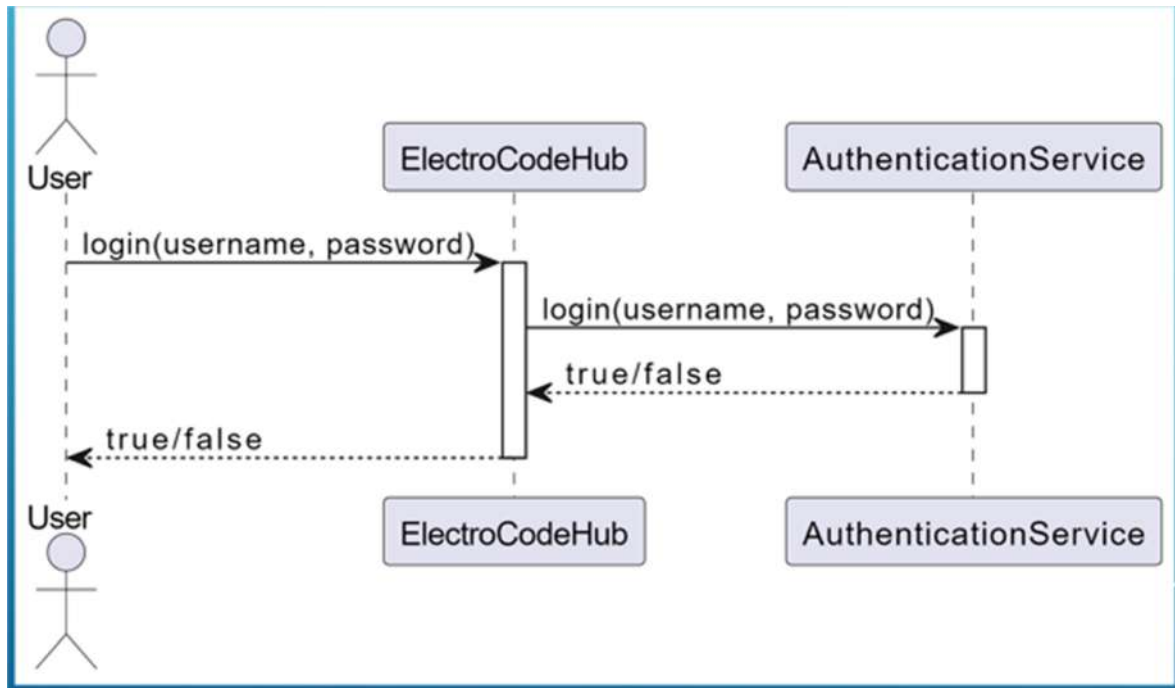 User
ElectroCodeHub
AuthenticationService
login(username, password)
login(username, password)
true/false
true/false
User
ElectroCodeHub
AuthenticationService